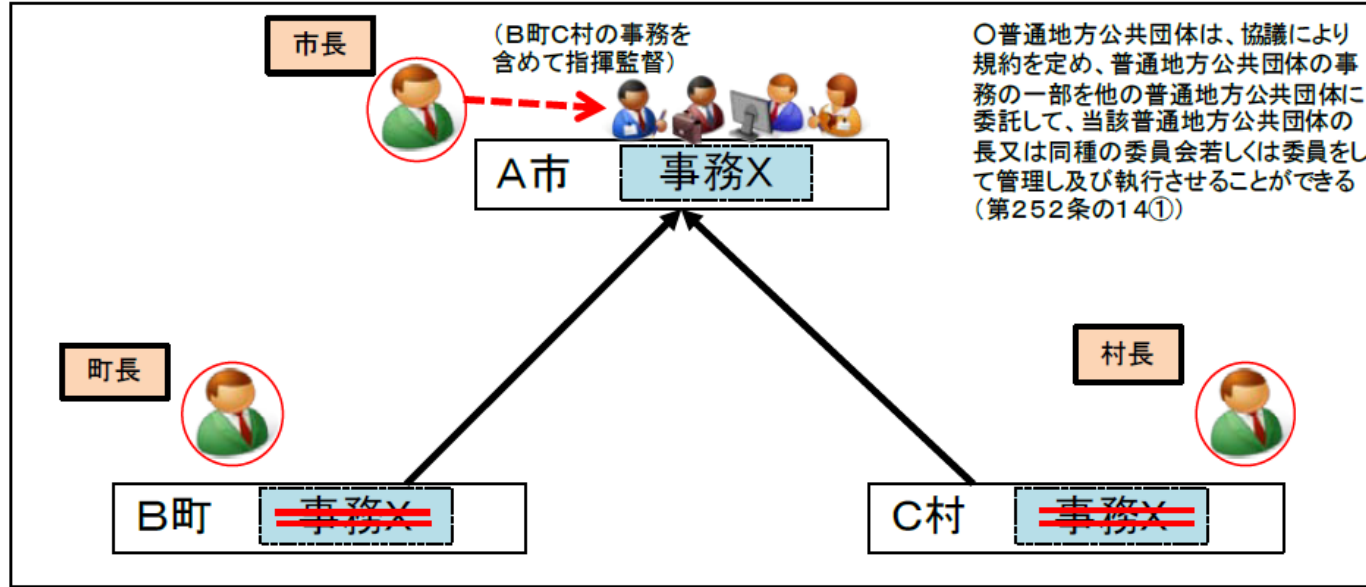 市長
(B町C村の事務を
含めて指揮監督)
○普通地方公共団体は、協議により
規約を定め、普通地方公共団体の事
務の一部を他の普通地方公共団体に
委託して、当該普通地方公共団体の
長又は同種の委員会若しくは委員をし
て管理し及び執行させることができる
(第252条の14①)
A市 事務X
町長
村長
B町 事務X
C村 事務X